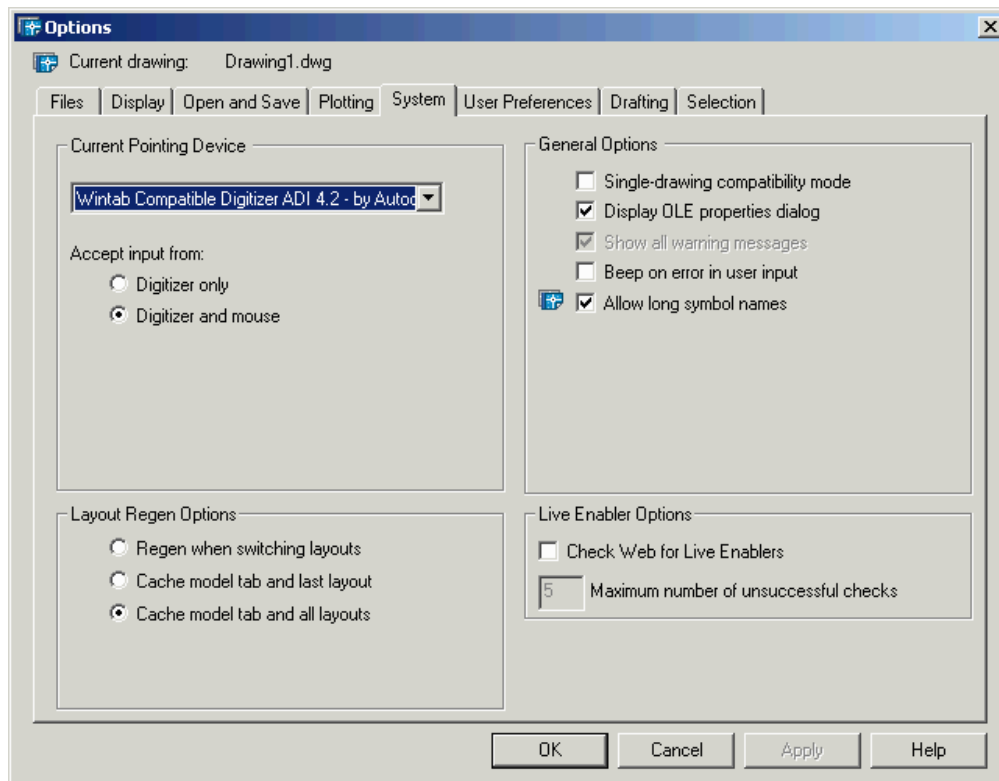 Options
Current drawing: Drawing1.dwg
Files Display Open and Save Plotting System User Preferences Drafting Selection
Current Pointing Device
Wintab Compatible Digitizer ADI 4.2 - by Autod
Accept input from:
Digitizer only
Digitizer and mouse
General Options
Single-drawing compatibility mode
Display OLE properties dialog
Show all warning messages
Beep on error in user input
Allow long symbol names
Layout Regen Options
Regen when switching layouts
Cache model tab and last layout
Cache model tab and all layouts
Live Enabler Options
Check Web for Live Enablers
5 Maximum number of unsuccessful checks
OK Cancel Apply Help